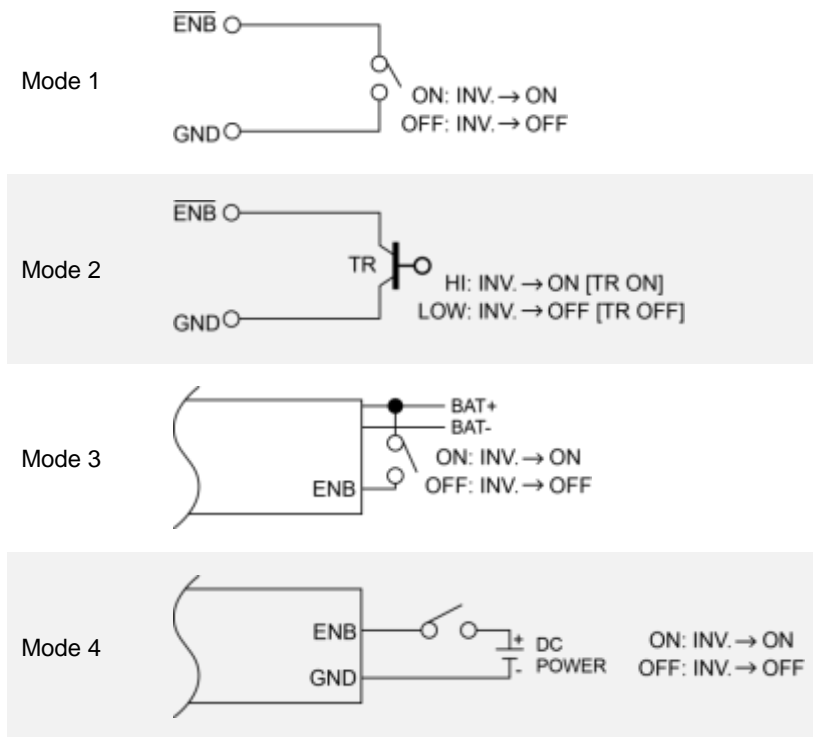 Mode 1
E̅N̅B̅
GND
ON: INV. → ON
OFF: INV. → OFF
Mode 2
E̅N̅B̅
TR
GND
HI: INV. → ON [TR ON]
LOW: INV. → OFF [TR OFF]
Mode 3
BAT+
BAT-
ENB
ON: INV. → ON
OFF: INV. → OFF
Mode 4
ENB
GND
+ DC
- POWER
ON: INV. → ON
OFF: INV. → OFF